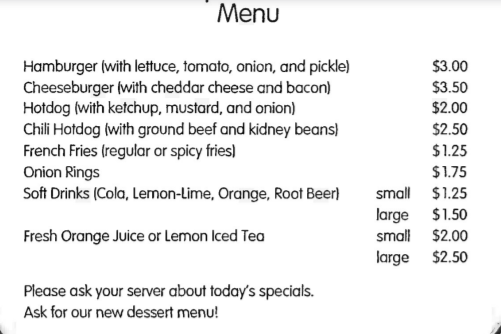 Menu
Hamburger (with lettuce, tomato, onion, and pickle) $3.00
Cheeseburger (with cheddar cheese and bacon) $3.50
Hotdog (with ketchup, mustard, and onion) $2.00
Chili Hotdog (with ground beef and kidney beans) $2.50
French Fries (regular or spicy fries) $1.25
Onion Rings $1.75
Soft Drinks (Cola, Lemon-Lime, Orange, Root Beer) small $1.25
large $1.50
Fresh Orange Juice or Lemon Iced Tea small $2.00
large $2.50
Please ask your server about today's specials.
Ask for our new dessert menu!